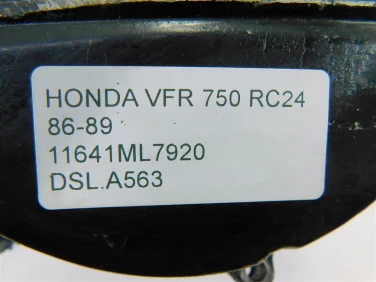 HONDA VFR 750 RC24
86-89
11641ML7920
DSL.A563